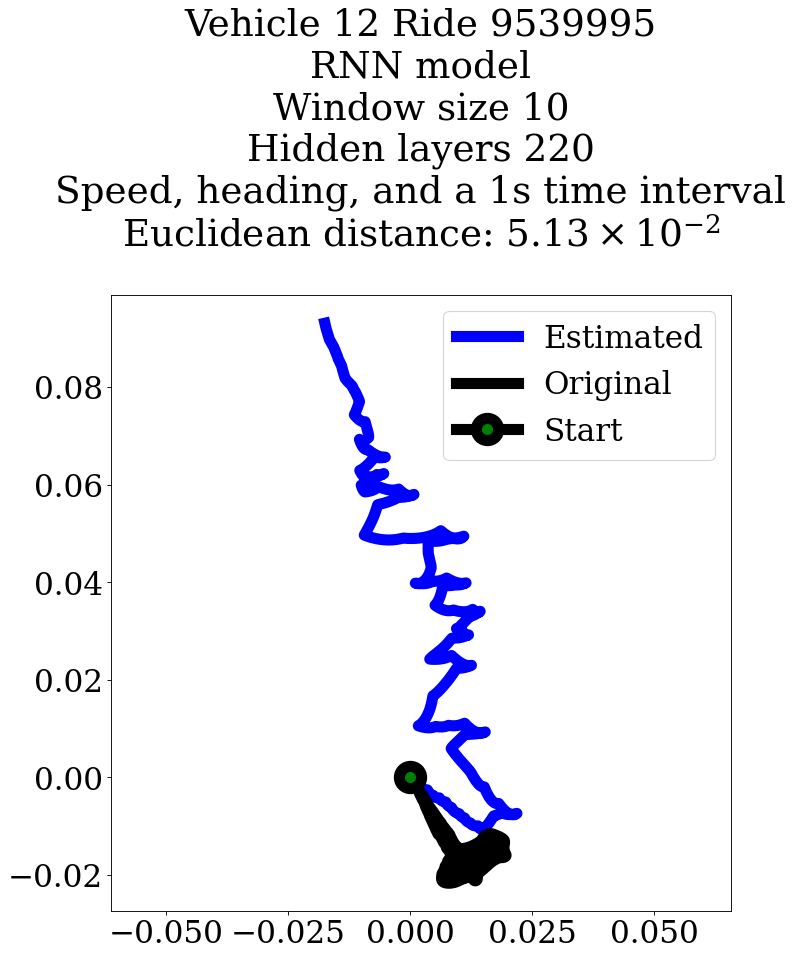 Vehicle 12 Ride 9539995
RNN model
Window size 10
Hidden layers 220
Speed, heading, and a 1s time interval
Euclidean distance: 5.13 × 10⁻²
Estimated
Original
Start
0.08
0.06
0.04
0.02
0.00
−0.02
−0.050 −0.025 0.000 0.025 0.050